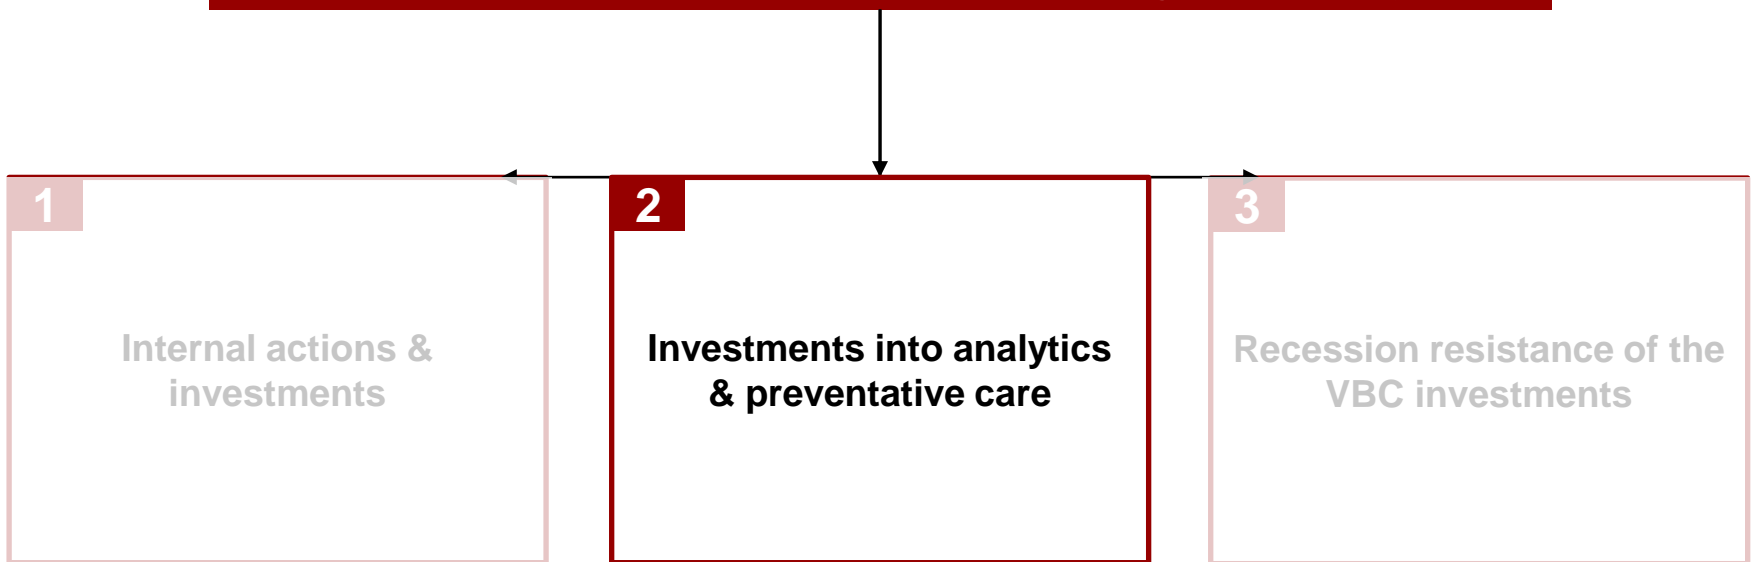 1
Internal actions &
investments
2
Investments into analytics
& preventative care
3
Recession resistance of the
VBC investments